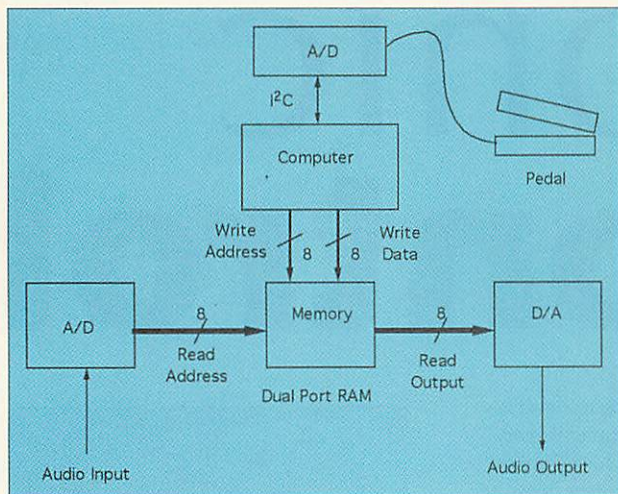 A/D
I²C
Computer
Pedal
Write
Address
8
8
Write
Data
A/D
8
Read
Address
Memory
8
Read
Output
D/A
Dual Port RAM
Audio Input
Audio Output